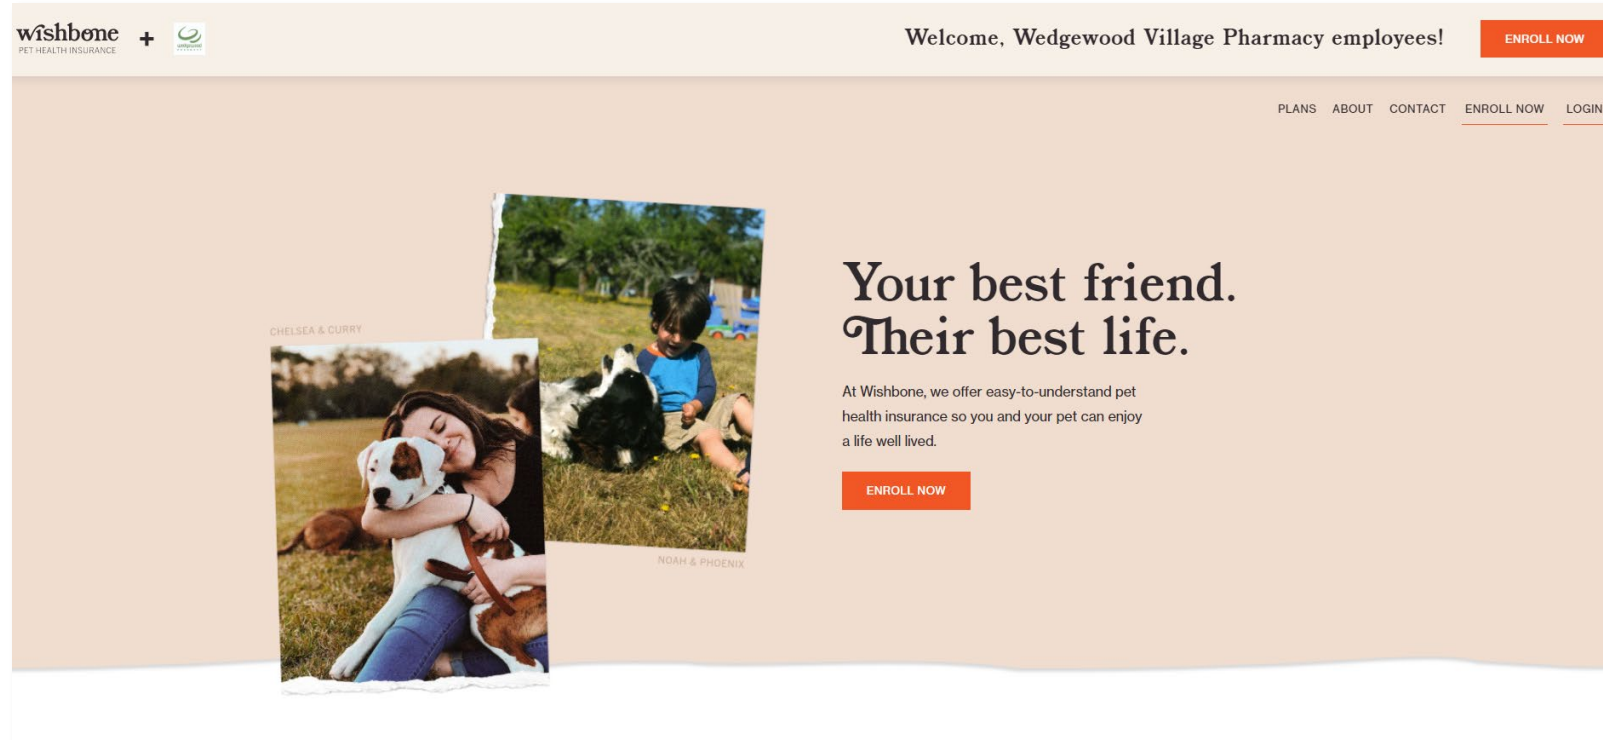 wishbone
PET HEALTH INSURANCE
+
wedgewood
PHARMACY
Welcome, Wedgewood Village Pharmacy employees!
ENROLL NOW
PLANS ABOUT CONTACT ENROLL NOW LOGIN
CHELSEA & CURRY
NOAH & PHOENIX
Your best friend.
Their best life.
At Wishbone, we offer easy-to-understand pet
health insurance so you and your pet can enjoy
a life well lived.
ENROLL NOW